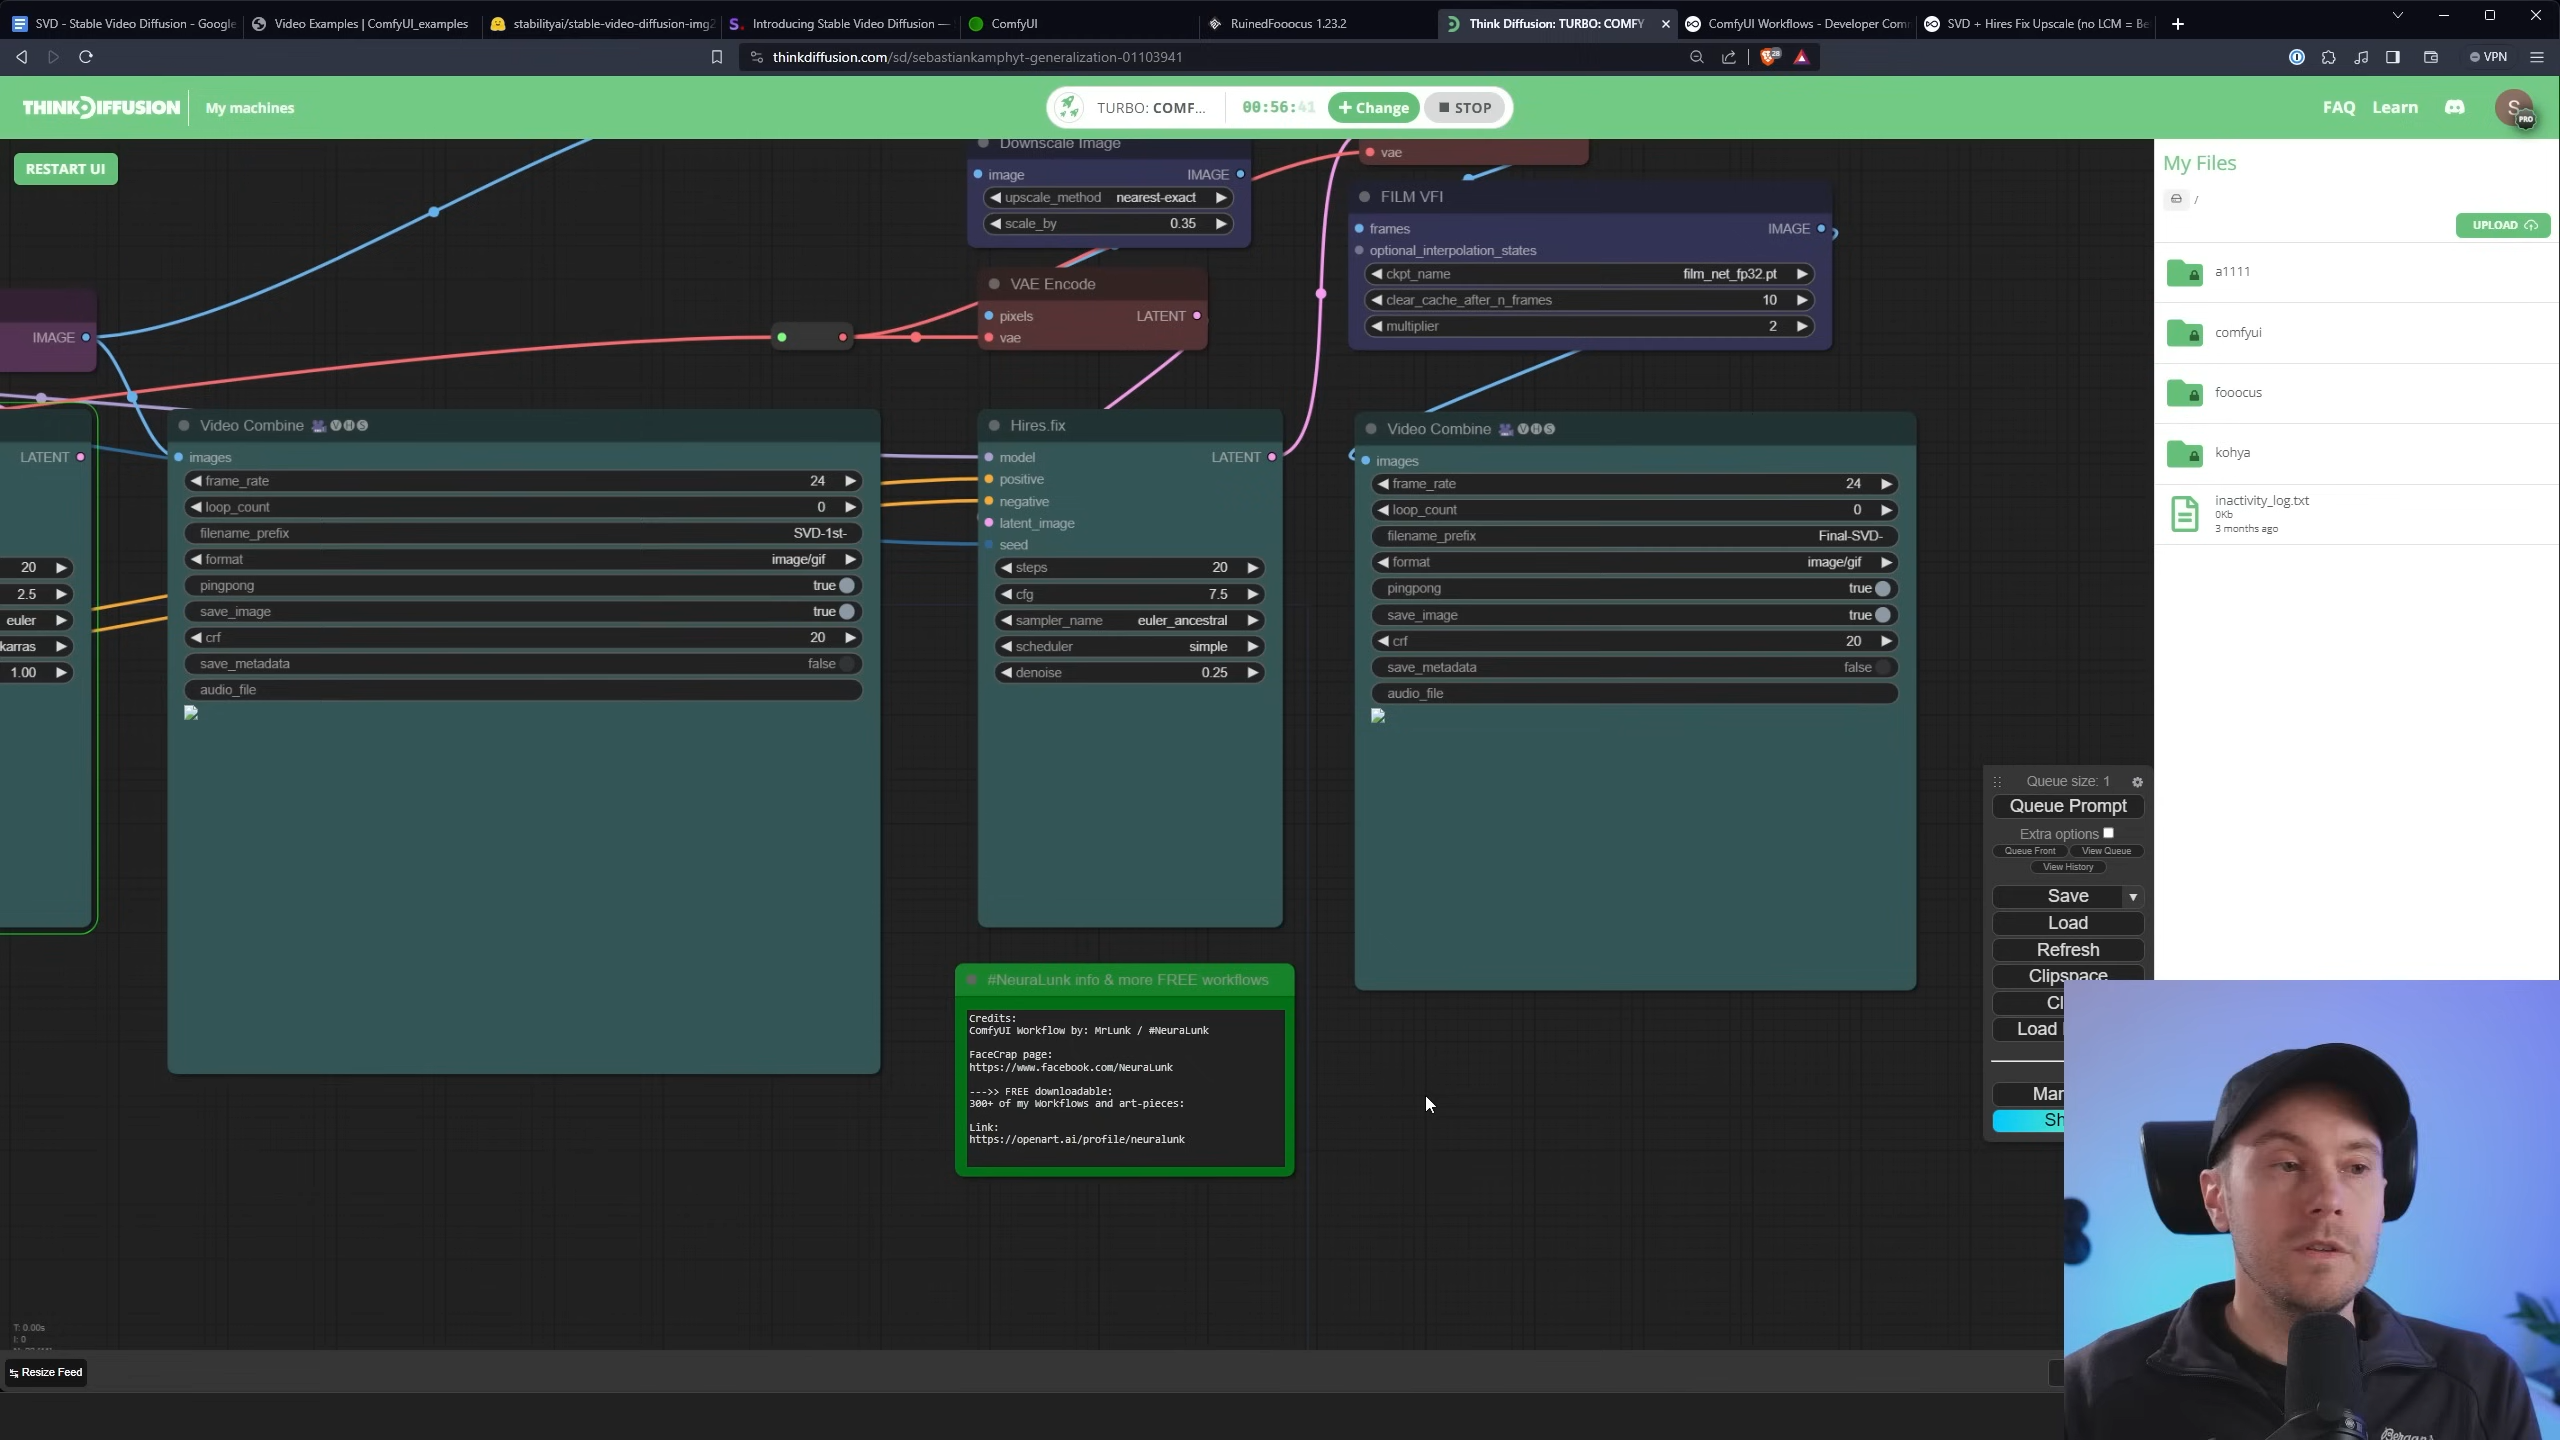 SVD - Stable Video Diffusion - Google
Video Examples | ComfyUI_examples
stabilityai/stable-video-diffusion-img2
Introducing Stable Video Diffusion —
ComfyUI
RuinedFooocus 1.23.2
Think Diffusion: TURBO: COMFY
ComfyUI Workflows - Developer Com
SVD + Hires Fix Upscale (no LCM = Be
thinkdiffusion.com/sd/sebastiankamphyt-generalization-01103941
VPN
THINKDIFFUSION
My machines
TURBO: COMF...
00:56:41
+ Change
STOP
FAQ
Learn
S
PRO
RESTART UI
My Files
/
UPLOAD
a1111
comfyui
fooocus
kohya
inactivity_log.txt
0Kb
3 months ago
Downscale Image
image
IMAGE
upscale_method
nearest-exact
scale_by
0.35
vae
FILM VFI
frames
IMAGE
optional_interpolation_states
ckpt_name
film_net_fp32.pt
clear_cache_after_n_frames
10
multiplier
2
VAE Encode
pixels
LATENT
vae
IMAGE
LATENT
20
2.5
euler
karras
1.00
Video Combine VHS
images
frame_rate
24
loop_count
0
filename_prefix
SVD-1st-
format
image/gif
pingpong
true
save_image
true
crf
20
save_metadata
false
audio_file
Hires.fix
model
LATENT
positive
negative
latent_image
seed
steps
20
cfg
7.5
sampler_name
euler_ancestral
scheduler
simple
denoise
0.25
Video Combine VHS
images
frame_rate
24
loop_count
0
filename_prefix
Final-SVD-
format
image/gif
pingpong
true
save_image
true
crf
20
save_metadata
false
audio_file
#NeuraLunk info & more FREE workflows
Credits:
ComfyUI Workflow by: MrLunk / #NeuraLunk
FaceCrap page:
https://www.facebook.com/NeuraLunk
--->> FREE downloadable:
300+ of my Workflows and art-pieces:
Link:
https://openart.ai/profile/neuralunk
Queue size: 1
Queue Prompt
Extra options
Queue Front
View Queue
View History
Save
Load
Refresh
Clipspace
Cl
Load
Man
Sh
T: 0.00s
I: 0
Resize Feed